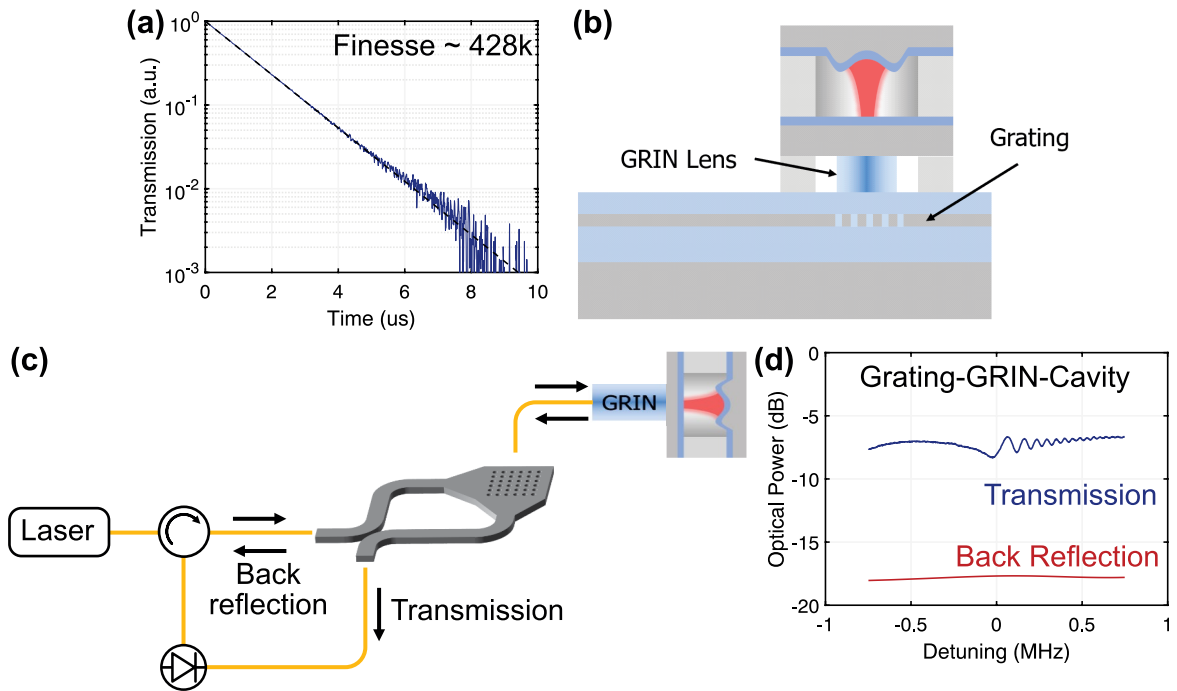 (a)
Finesse ~ 428k
Transmission (a.u.)
10^0
10^-1
10^-2
10^-3
0 2 4 6 8 10
Time (us)
(b)
GRIN Lens
Grating
(c)
GRIN
Laser
Back
reflection
Transmission
(d)
Grating-GRIN-Cavity
Optical Power (dB)
0
-5
-10
-15
-20
Transmission
Back Reflection
-1 -0.5 0 0.5 1
Detuning (MHz)